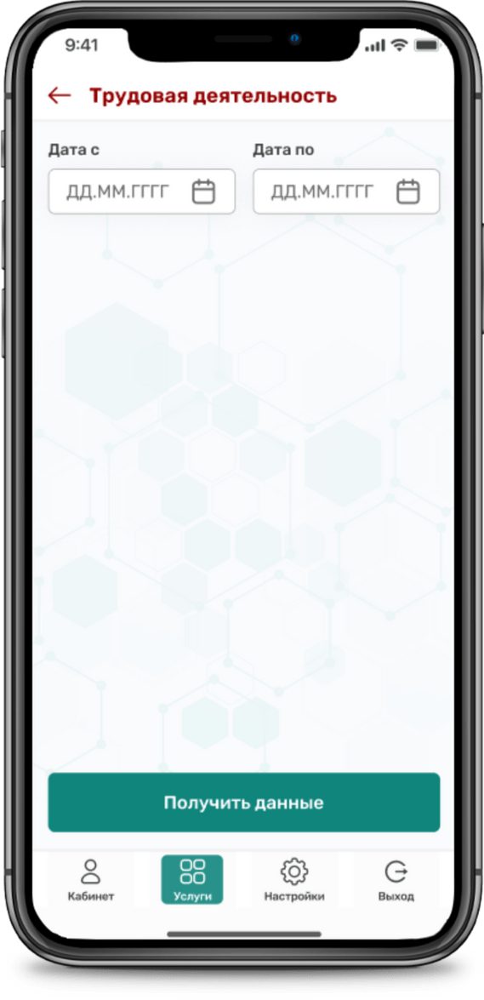 9:41
Трудовая деятельность
Дата с Дата по
ДД.ММ.ГГГГ ДД.ММ.ГГГГ
Получить данные
Кабинет Услуги Настройки Выход